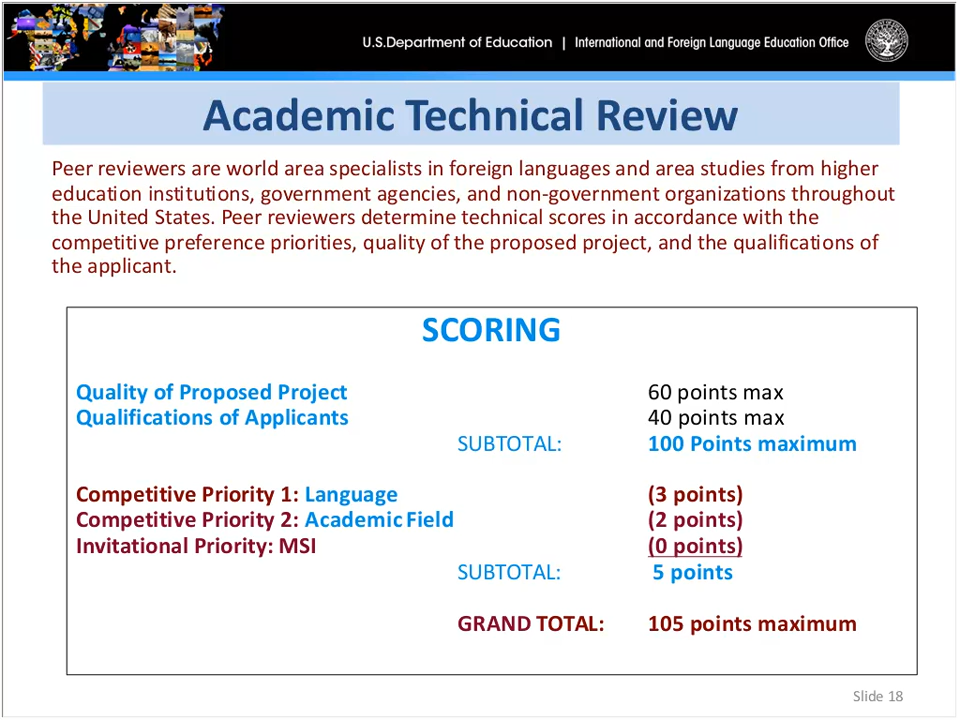 U.S.Department of Education | International and Foreign Language Education Office
Academic Technical Review
Peer reviewers are world area specialists in foreign languages and area studies from higher
education institutions, government agencies, and non-government organizations throughout
the United States. Peer reviewers determine technical scores in accordance with the
competitive preference priorities, quality of the proposed project, and the qualifications of
the applicant.
SCORING
Quality of Proposed Project 60 points max
Qualifications of Applicants 40 points max
SUBTOTAL: 100 Points maximum
Competitive Priority 1: Language (3 points)
Competitive Priority 2: Academic Field (2 points)
Invitational Priority: MSI (0 points)
SUBTOTAL: 5 points
GRAND TOTAL: 105 points maximum
Slide 18